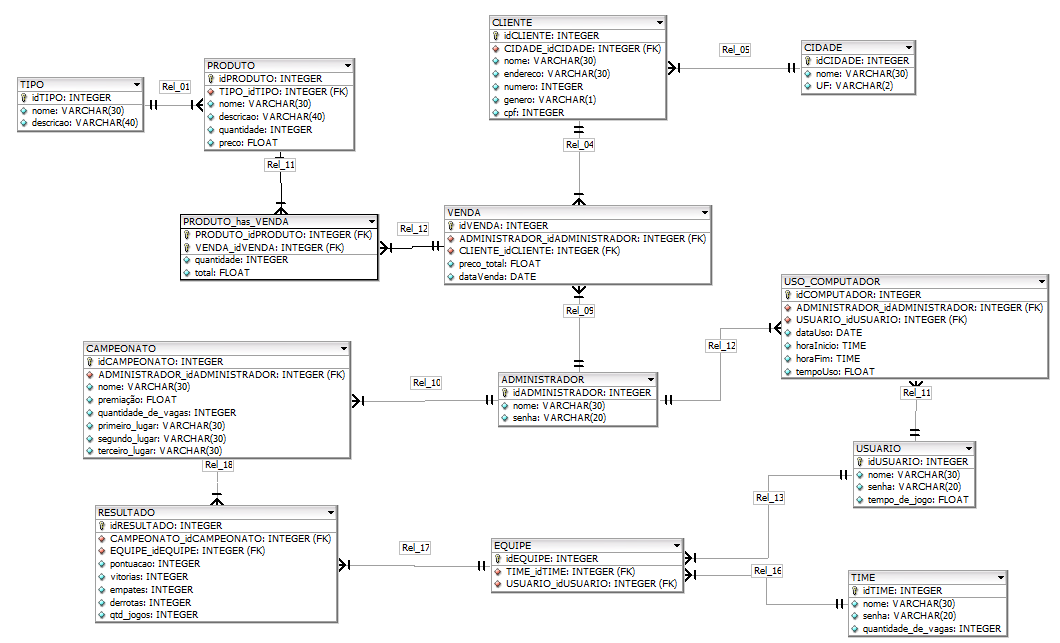 CLIENTE
idCLIENTE: INTEGER
CIDADE_idCIDADE: INTEGER (FK)
nome: VARCHAR(30)
endereco: VARCHAR(30)
numero: INTEGER
genero: VARCHAR(1)
cpf: INTEGER
Rel_05
CIDADE
idCIDADE: INTEGER
nome: VARCHAR(30)
UF: VARCHAR(2)
TIPO
idTIPO: INTEGER
nome: VARCHAR(30)
descricao: VARCHAR(40)
Rel_01
PRODUTO
idPRODUTO: INTEGER
TIPO_idTIPO: INTEGER (FK)
nome: VARCHAR(30)
descricao: VARCHAR(40)
quantidade: INTEGER
preco: FLOAT
Rel_04
Rel_11
PRODUTO_has_VENDA
PRODUTO_idPRODUTO: INTEGER (FK)
VENDA_idVENDA: INTEGER (FK)
quantidade: INTEGER
total: FLOAT
Rel_12
VENDA
idVENDA: INTEGER
ADMINISTRADOR_idADMINISTRADOR: INTEGER (FK)
CLIENTE_idCLIENTE: INTEGER (FK)
preco_total: FLOAT
dataVenda: DATE
Rel_09
USO_COMPUTADOR
idCOMPUTADOR: INTEGER
ADMINISTRADOR_idADMINISTRADOR: INTEGER (FK)
USUARIO_idUSUARIO: INTEGER (FK)
dataUso: DATE
horaInicio: TIME
horaFim: TIME
tempoUso: FLOAT
Rel_12
CAMPEONATO
idCAMPEONATO: INTEGER
ADMINISTRADOR_idADMINISTRADOR: INTEGER (FK)
nome: VARCHAR(30)
premiação: FLOAT
quantidade_de_vagas: INTEGER
primeiro_lugar: VARCHAR(30)
segundo_lugar: VARCHAR(30)
terceiro_lugar: VARCHAR(30)
Rel_10
ADMINISTRADOR
idADMINISTRADOR: INTEGER
nome: VARCHAR(30)
senha: VARCHAR(20)
Rel_11
USUARIO
idUSUARIO: INTEGER
nome: VARCHAR(30)
senha: VARCHAR(20)
tempo_de_jogo: FLOAT
Rel_18
Rel_13
RESULTADO
idRESULTADO: INTEGER
CAMPEONATO_idCAMPEONATO: INTEGER (FK)
EQUIPE_idEQUIPE: INTEGER (FK)
pontuacao: INTEGER
vitorias: INTEGER
empates: INTEGER
derrotas: INTEGER
qtd_jogos: INTEGER
Rel_17
EQUIPE
idEQUIPE: INTEGER
TIME_idTIME: INTEGER (FK)
USUARIO_idUSUARIO: INTEGER (FK)
Rel_16
TIME
idTIME: INTEGER
nome: VARCHAR(30)
senha: VARCHAR(20)
quantidade_de_vagas: INTEGER